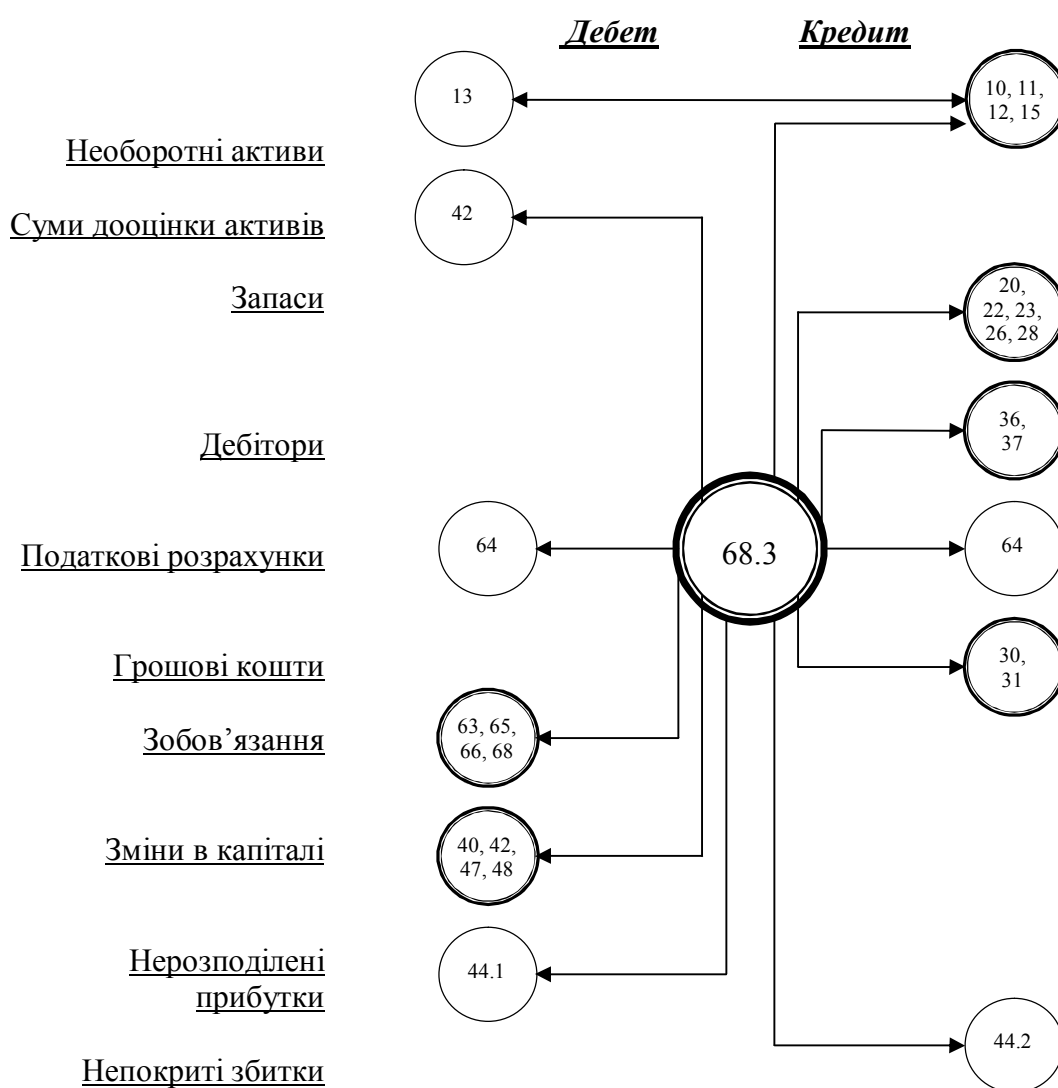 Дебет Кредит
13
10, 11,
12, 15
Необоротні активи
42
Суми дооцінки активів
Запаси
20,
22, 23,
26, 28
36,
37
Дебітори
64
68.3
64
Податкові розрахунки
Грошові кошти
30,
31
63, 65,
66, 68
Зобов’язання
40, 42,
47, 48
Зміни в капіталі
Нерозподілені
прибутки
44.1
44.2
Непокриті збитки